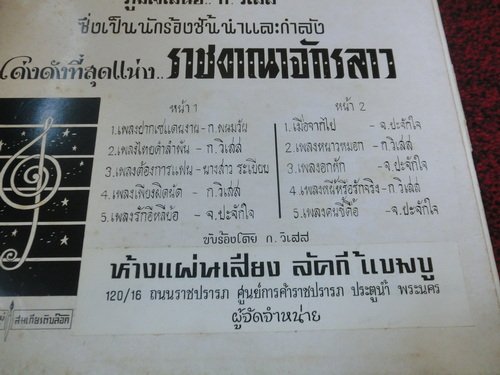 ซึ่งเป็นนักร้องชั้นนำและกำลัง
โด่งดังที่สุดแห่ง.. ราชอาณาจักรลาว
หน้า 1
1.เพลงฝากเขแดนงาม - ก.พนมวัน
2.เพลงไทยดำลำพัน - ก.วิเสส
3.เพลงต้องการแฟน - นางสาว ระเบียบ
4.เพลงเพียงสิดผิด - ก.วิเสส
5.เพลงรักอีหลีบ้อ - จ.ปะจักใจ
หน้า 2
1.เมื่อจากไป - จ.ปะจักใจ
2.เพลงหนาวหมอก - ก.วิเสส
3.เพลงอกหัก - จ.ปะจักใจ
4.เพลงหนี้หรือรักจริง - ก.วิเสส
5.เพลงคนขี้ดื้อ - จ.ปะจักใจ
ขับร้องโดย ก.วิเสส
ห้างแผ่นเสียง ลัคกี้ แบมบู
120/16 ถนนราชปรารภ ศูนย์การค้าราชปรารภ ประตูน้ำ พระนคร
ผู้จัดจำหน่าย